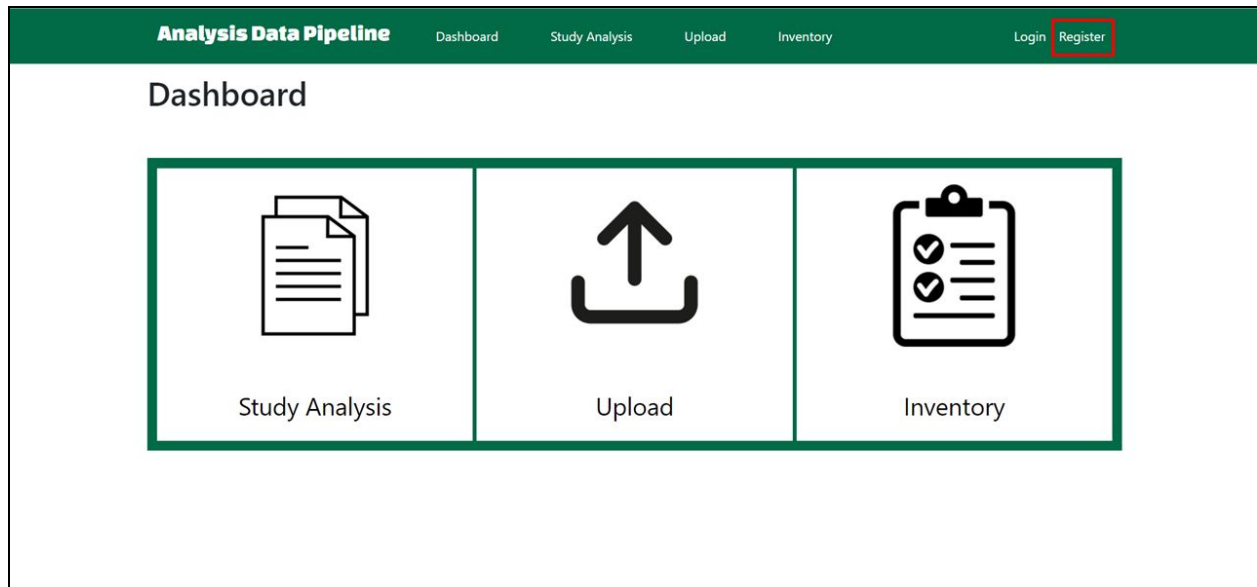 Analysis Data Pipeline Dashboard Study Analysis Upload Inventory Login Register
Dashboard
Study Analysis Upload Inventory